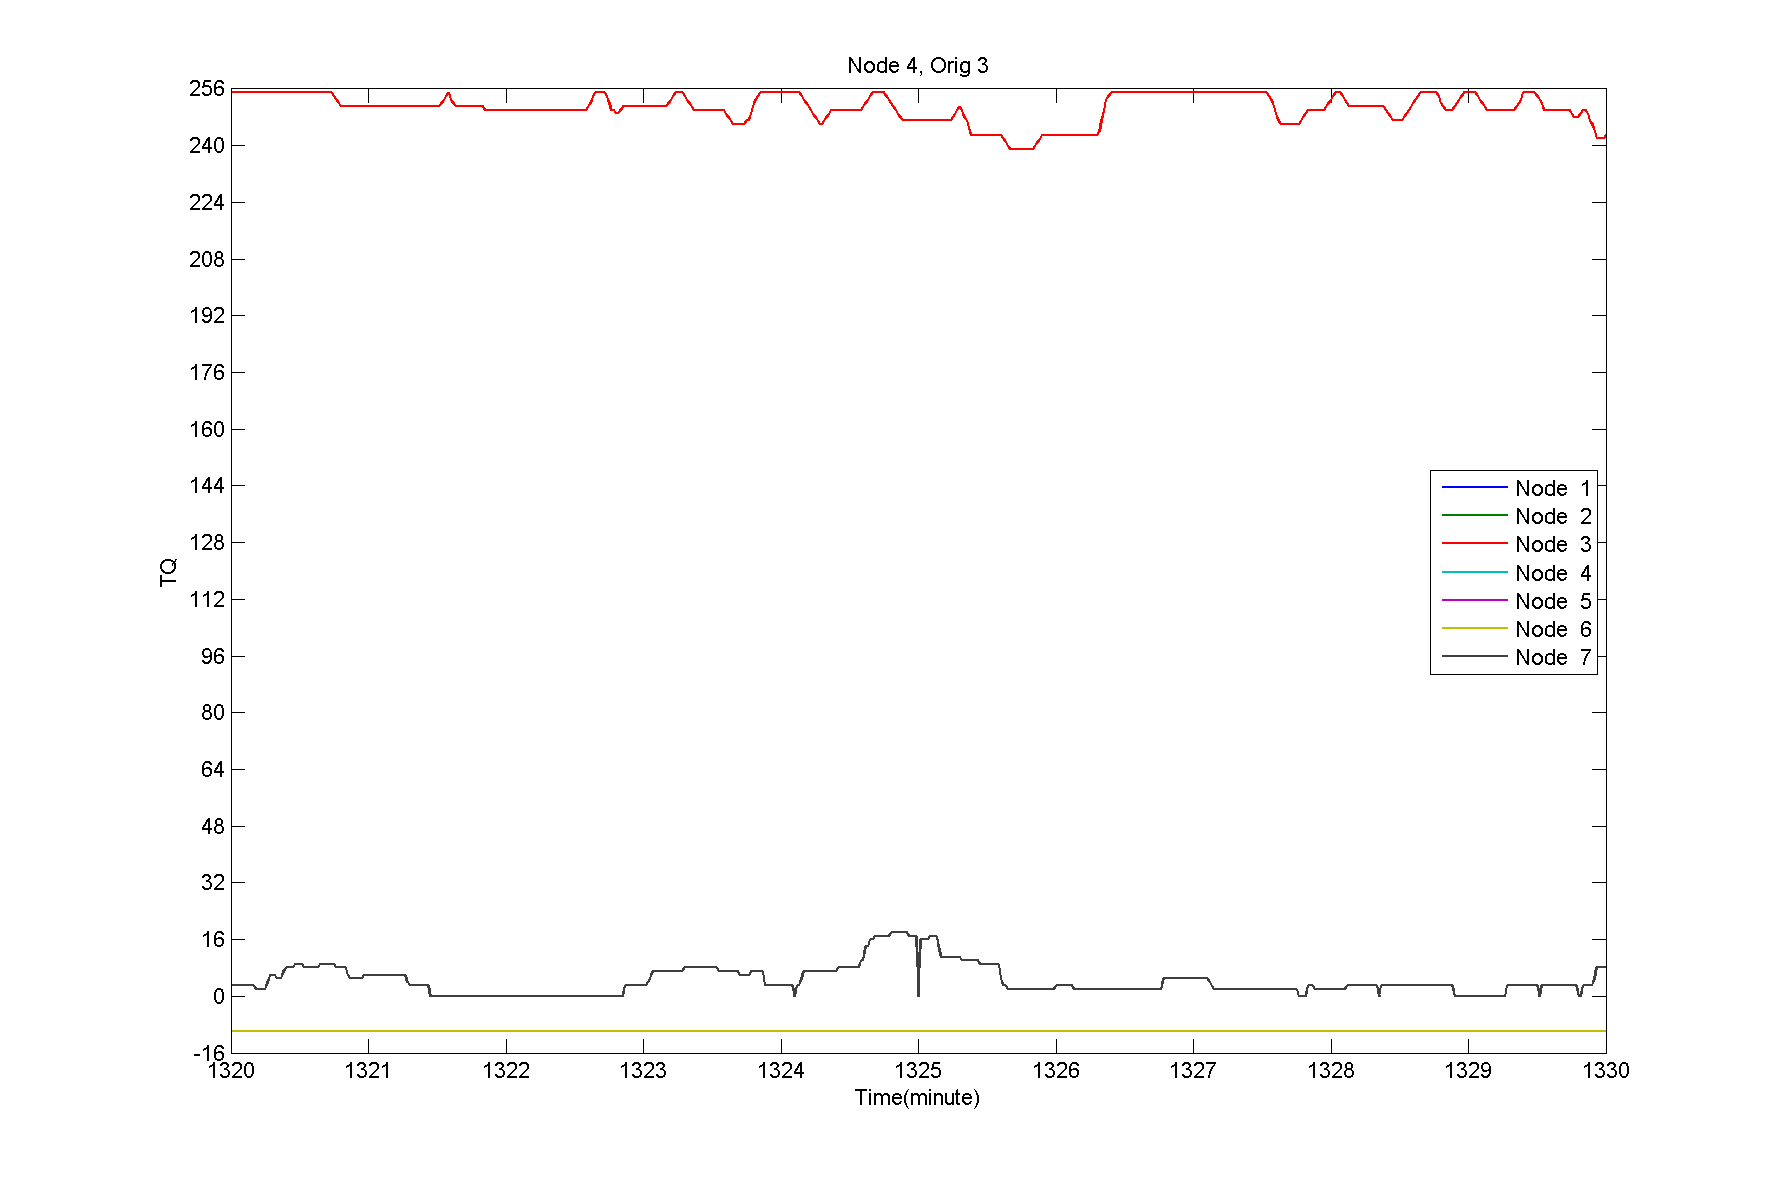 Node 4, Orig 3
256
240
224
208
192
176
160
144
128
112
96
80
64
48
32
16
0
-16
TQ
Node 1
Node 2
Node 3
Node 4
Node 5
Node 6
Node 7
1320 1321 1322 1323 1324 1325 1326 1327 1328 1329 1330
Time(minute)